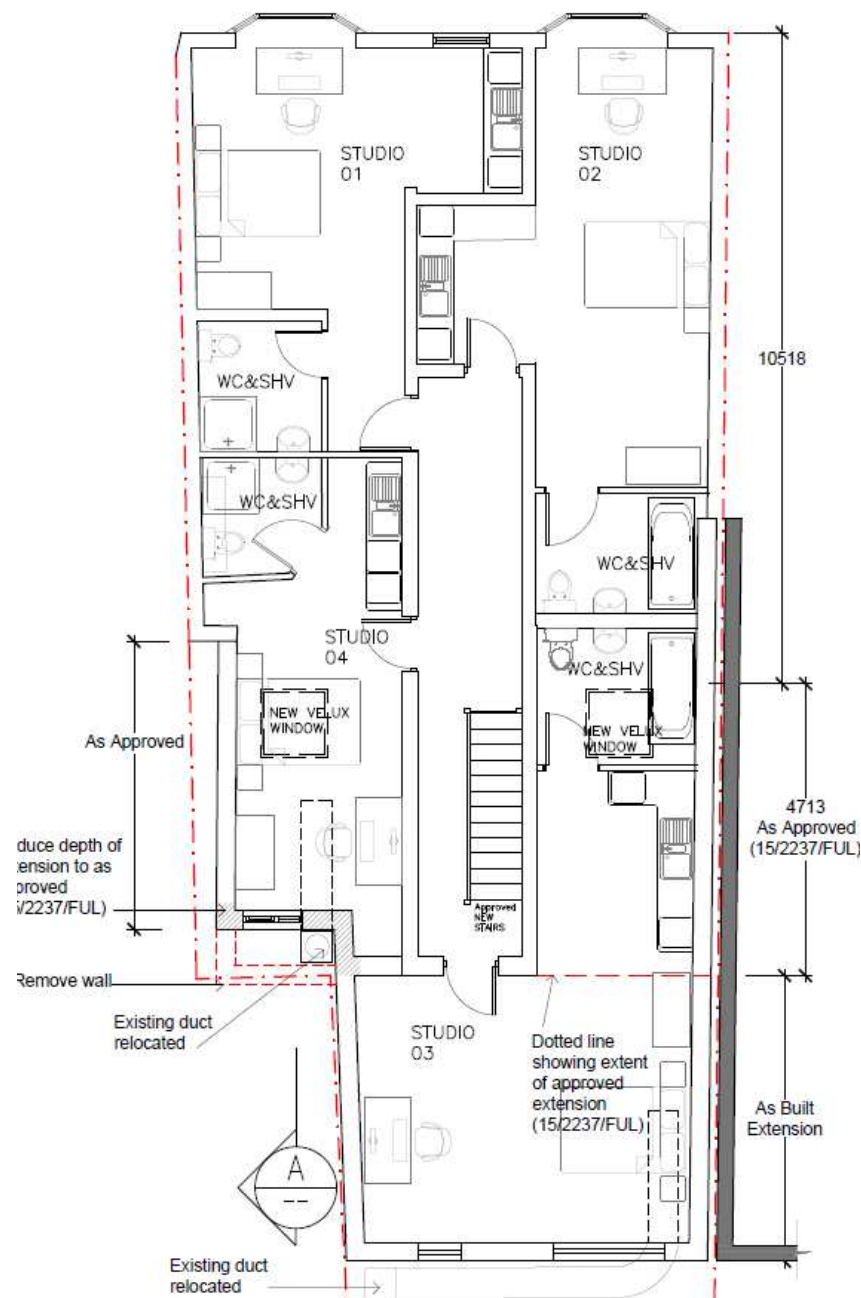 STUDIO
01
STUDIO
02
10518
WC&SHV
WC&SHV
WC&SHV
STUDIO
04
WC&SHV
NEW VELUX
WINDOW
NEW VELUX
WINDOW
As Approved
4713
As Approved
(15/2237/FUL)
duce depth of
tension to as
proved
5/2237/FUL)
Approved
NEW
STAIRS
Remove wall
Existing duct
relocated
STUDIO
03
Dotted line
showing extent
of approved
extension
(15/2237/FUL)
As Built
Extension
A
--
Existing duct
relocated